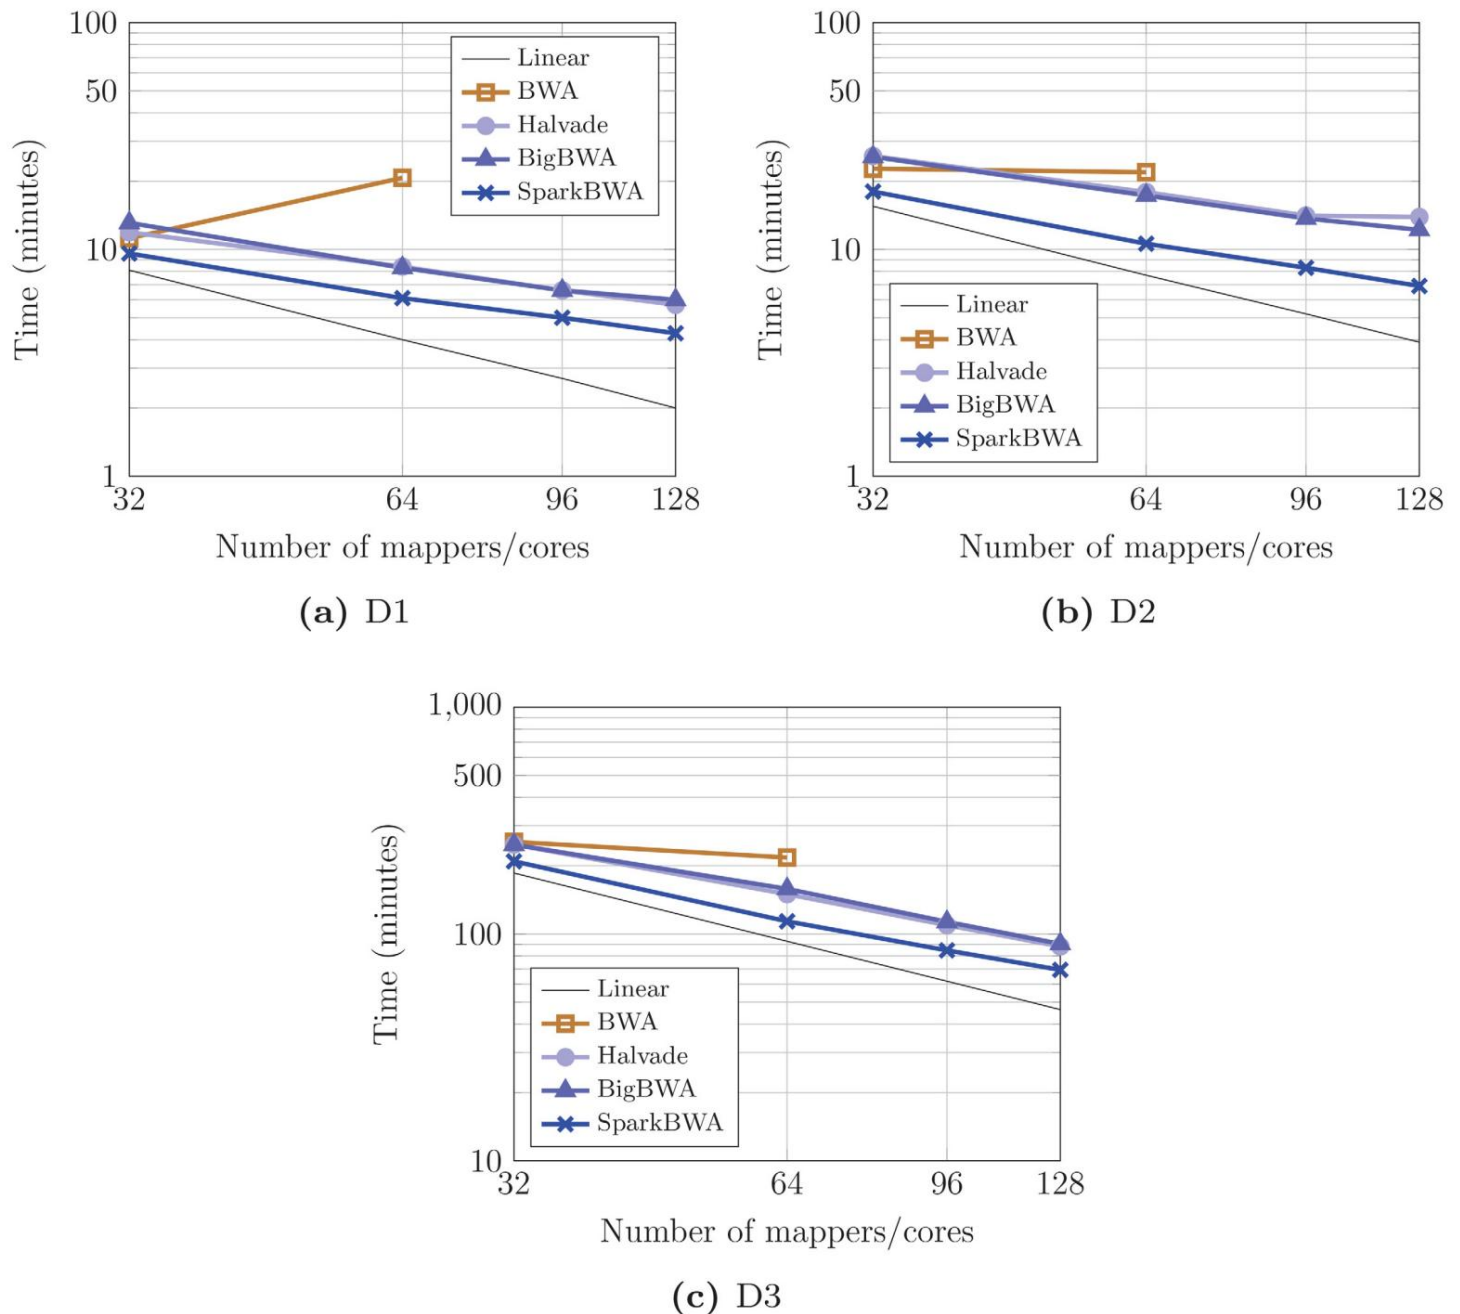 100
50
10
1
Time (minutes)
Linear
BWA
Halvade
BigBWA
SparkBWA
32 64 96 128
Number of mappers/cores
(a) D1
100
50
10
1
Time (minutes)
Linear
BWA
Halvade
BigBWA
SparkBWA
32 64 96 128
Number of mappers/cores
(b) D2
1,000
500
100
10
Time (minutes)
Linear
BWA
Halvade
BigBWA
SparkBWA
32 64 96 128
Number of mappers/cores
(c) D3